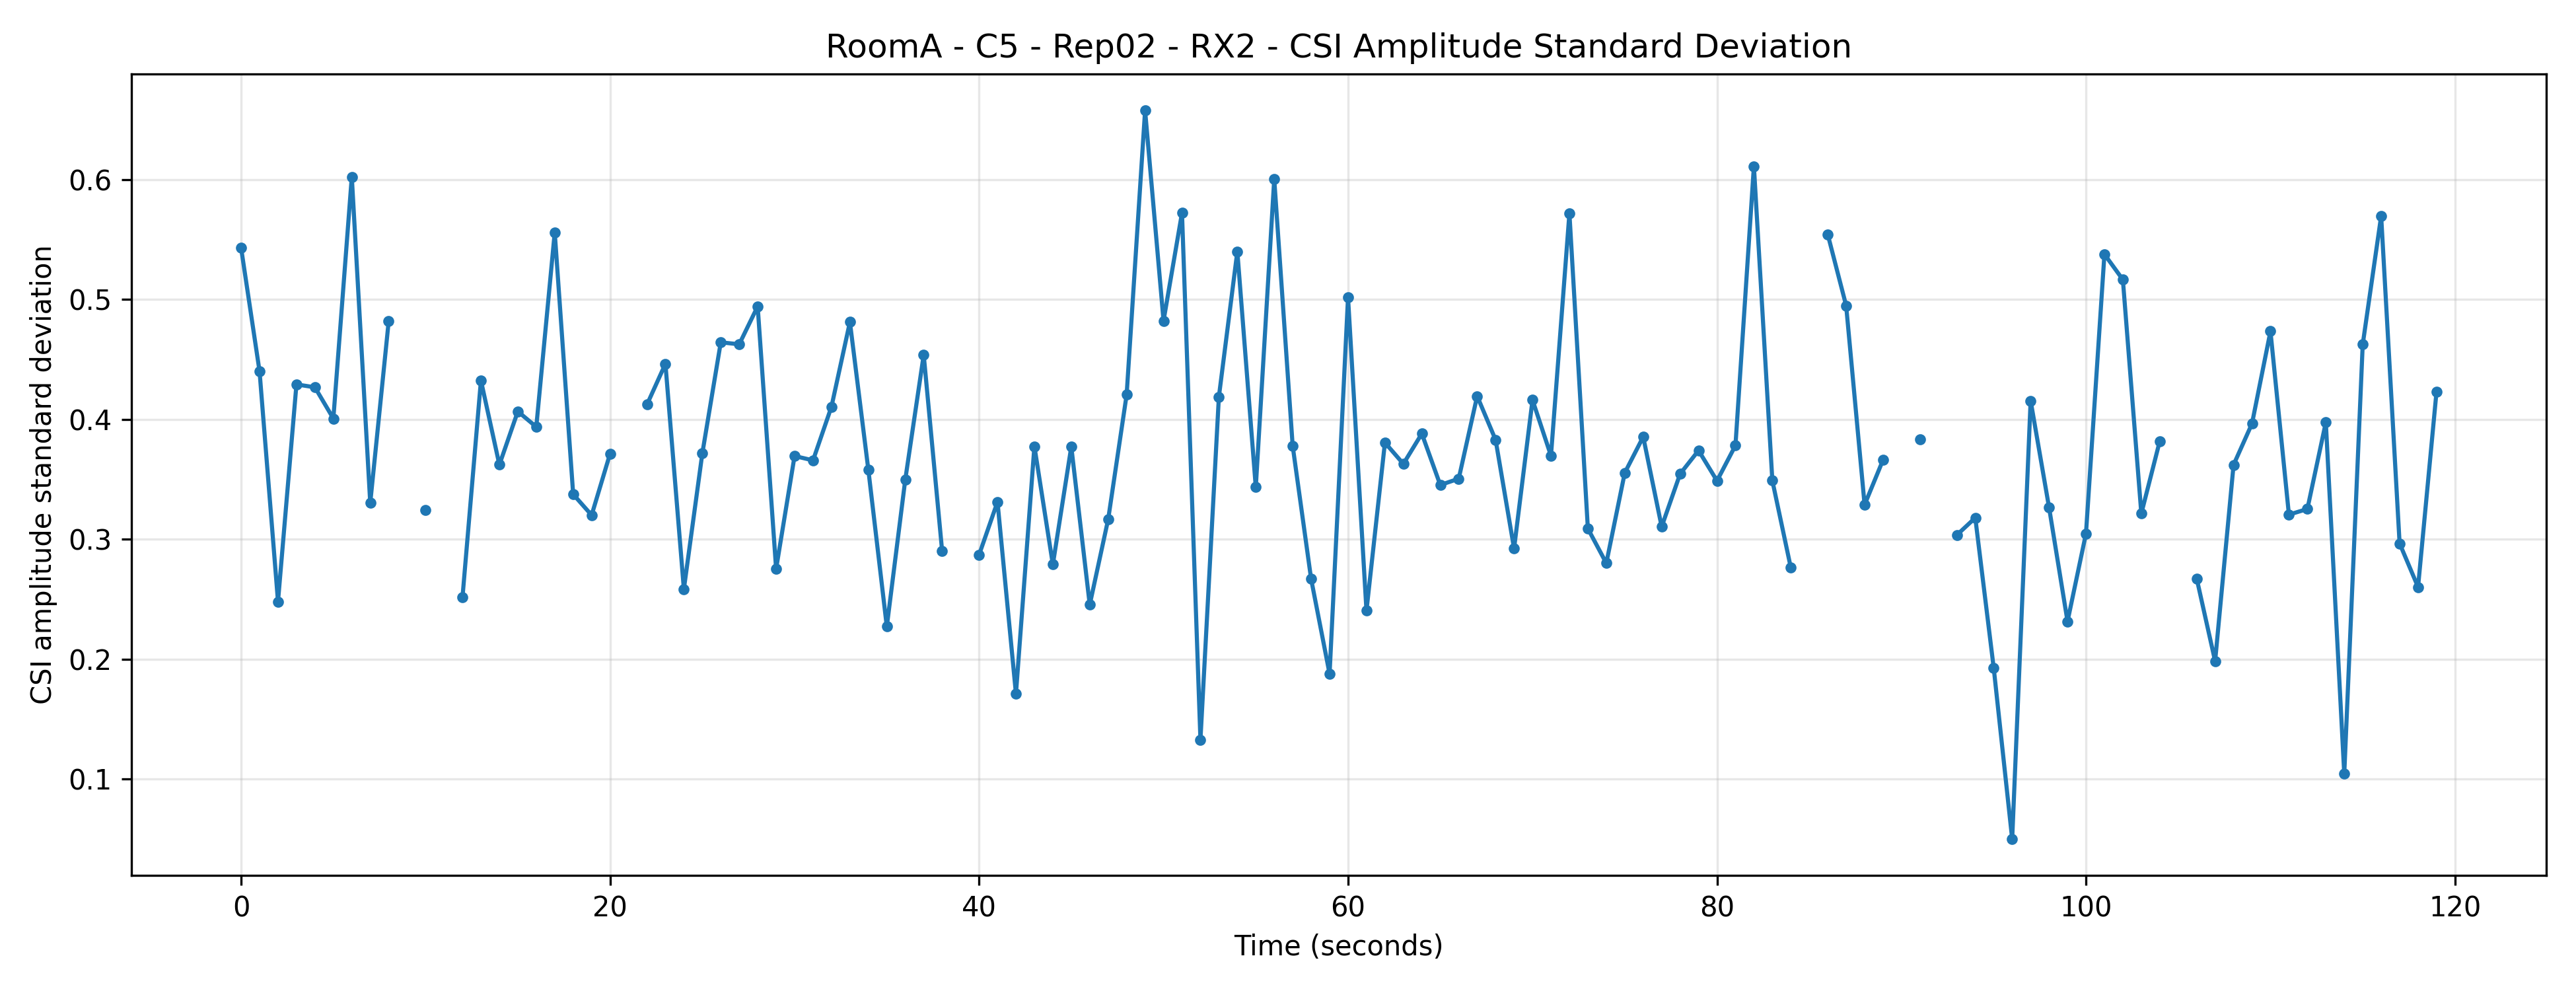 RoomA - C5 - Rep02 - RX2 - CSI Amplitude Standard Deviation
CSI amplitude standard deviation
0.6
0.5
0.4
0.3
0.2
0.1
0 20 40 60 80 100 120
Time (seconds)